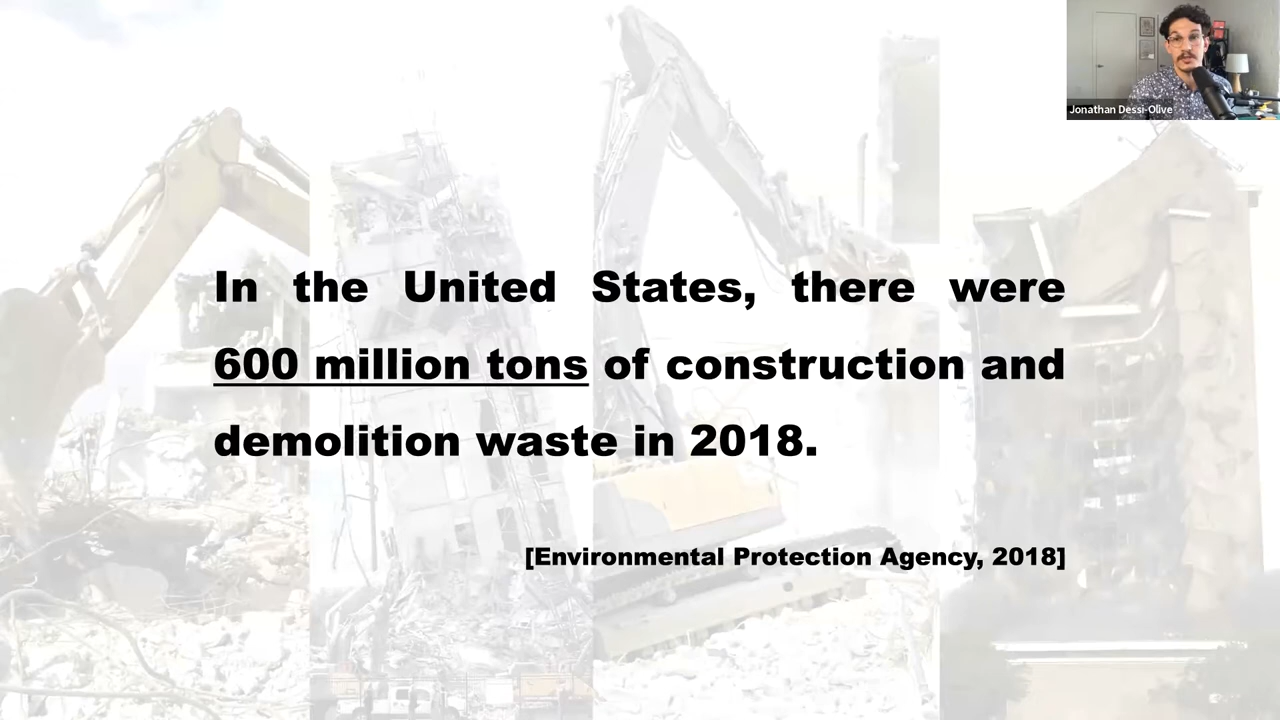 Jonathan Dessi-Olive
In the United States, there were
600 million tons of construction and
demolition waste in 2018.
[Environmental Protection Agency, 2018]